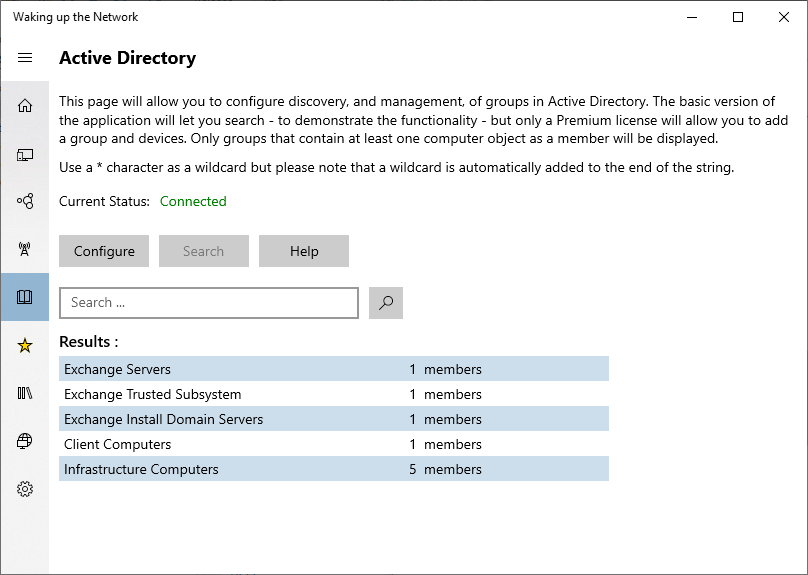 Waking up the Network
Active Directory
This page will allow you to configure discovery, and management, of groups in Active Directory. The basic version of
the application will let you search - to demonstrate the functionality - but only a Premium license will allow you to add
a group and devices. Only groups that contain at least one computer object as a member will be displayed.
Use a * character as a wildcard but please note that a wildcard is automatically added to the end of the string.
Current Status: Connected
Configure Search Help
Search ...
Results :
Exchange Servers 1 members
Exchange Trusted Subsystem 1 members
Exchange Install Domain Servers 1 members
Client Computers 1 members
Infrastructure Computers 5 members